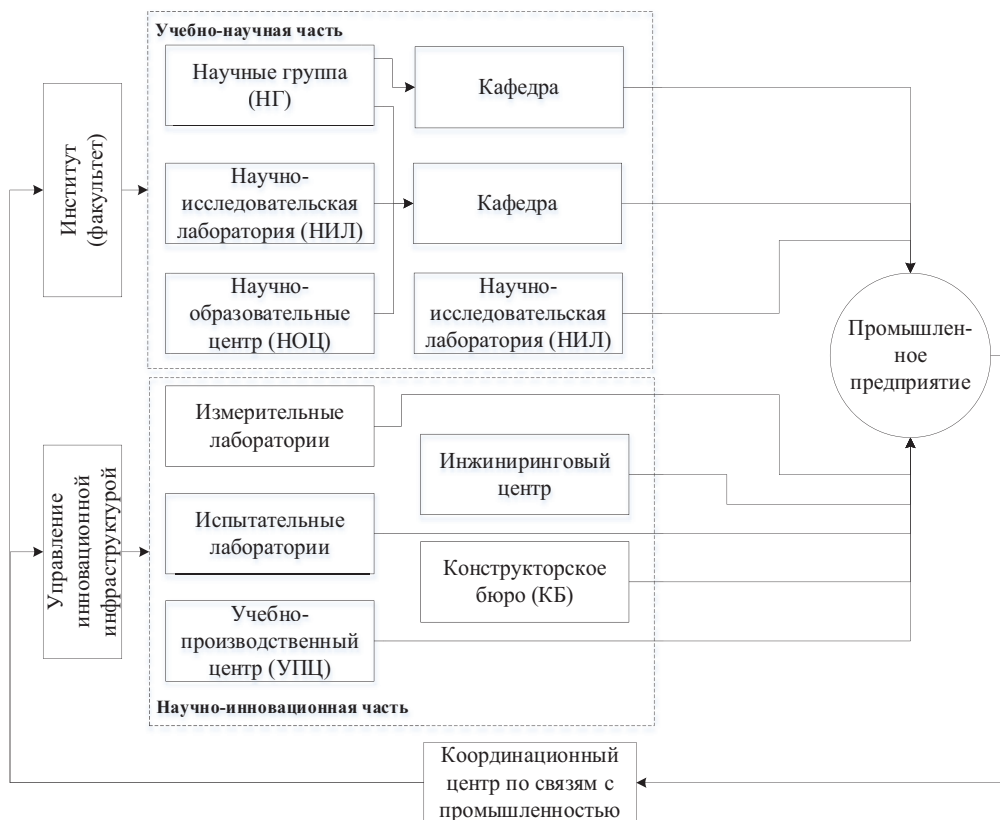 Учебно-научная часть
Научные группа
(НГ)
Кафедра
Институт
(факультет)
Научно-
исследовательская
лаборатория (НИЛ)
Кафедра
Научно-
образовательные
центр (НОЦ)
Научно-
исследовательская
лаборатория (НИЛ)
Промышлен-
ное
предприятие
Измерительные
лаборатории
Инжиниринговый
центр
Управление
инновационной
инфраструктурой
Испытательные
лаборатории
Конструкторское
бюро (КБ)
Учебно-
производственный
центр (УПЦ)
Научно-инновационная часть
Координационный
центр по связям с
промышленностью